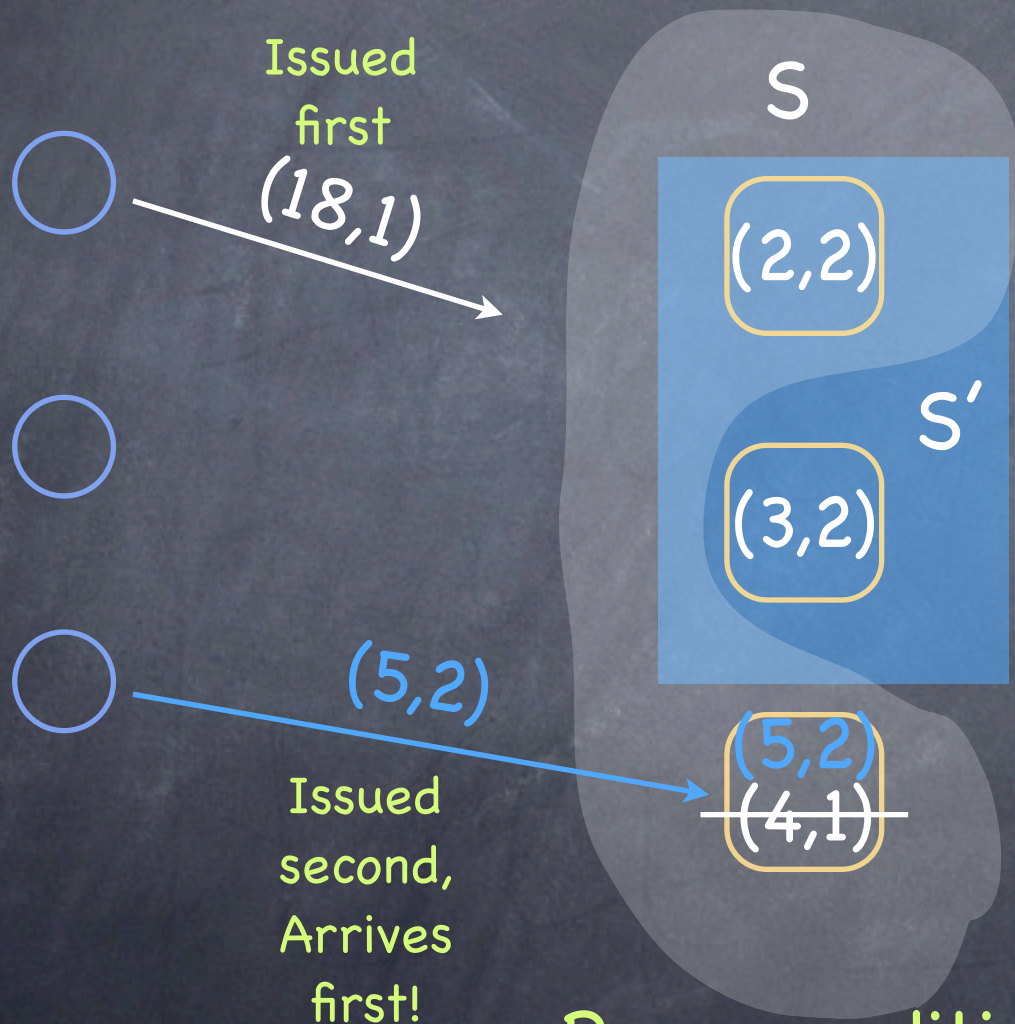 Issued
first
(18,1)
S
(2,2)
S′
(3,2)
(5,2)
(5,2)
(4,1)
Issued
second,
Arrives
first!